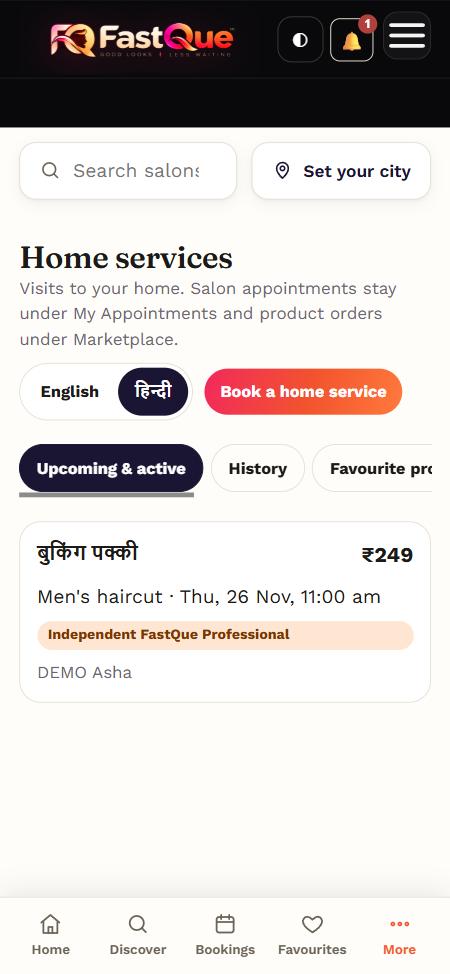 FastQue
GOOD LOOKS LESS WAITING
1
Search salons
Set your city
Home services
Visits to your home. Salon appointments stay
under My Appointments and product orders
under Marketplace.
English हिन्दी Book a home service
Upcoming & active History Favourite pro
बुकिंग पक्की ₹249
Men's haircut · Thu, 26 Nov, 11:00 am
Independent FastQue Professional
DEMO Asha
Home Discover Bookings Favourites More